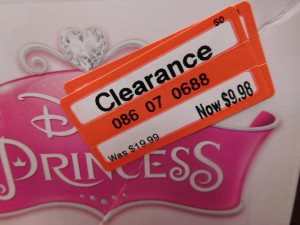 50
Clearance
086 07 0688
Was $19.99 Now $9.98
D
PRINCESS